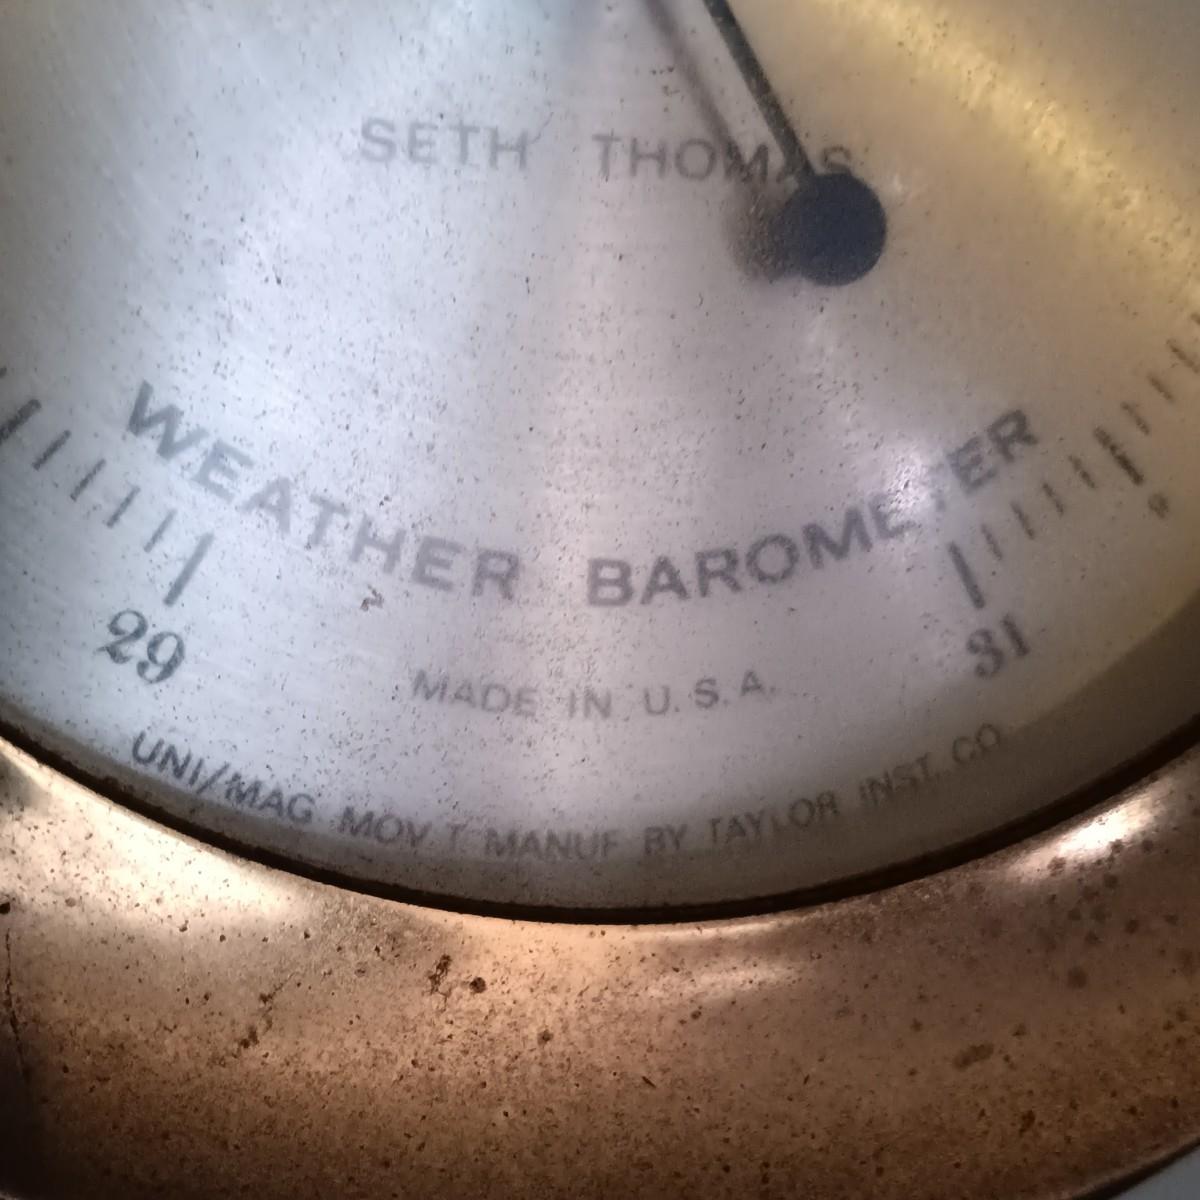 SETH THOMAS
WEATHER BAROMETER
29
31
MADE IN U.S.A.
UNI/MAG MOV'T MANUF BY TAYLOR INST. CO.